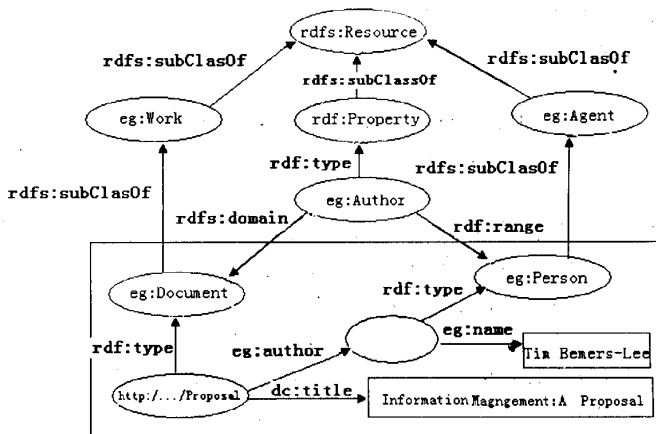 rdfs:Resource
rdfs:subClasOf
rdfs:subClassOf
rdfs:subClasOf
eg:Work
rdf:Property
eg:Agent
rdf:type
rdfs:subClasOf
rdfs:subClasOf
eg:Author
rdfs:domain
rdf:range
eg:Document
eg:Person
rdf:type
rdf:type
eg:author
eg:name
Tim Bemers-Lee
http:/.../Proposal
dc:title
Information Magngement:A Proposal